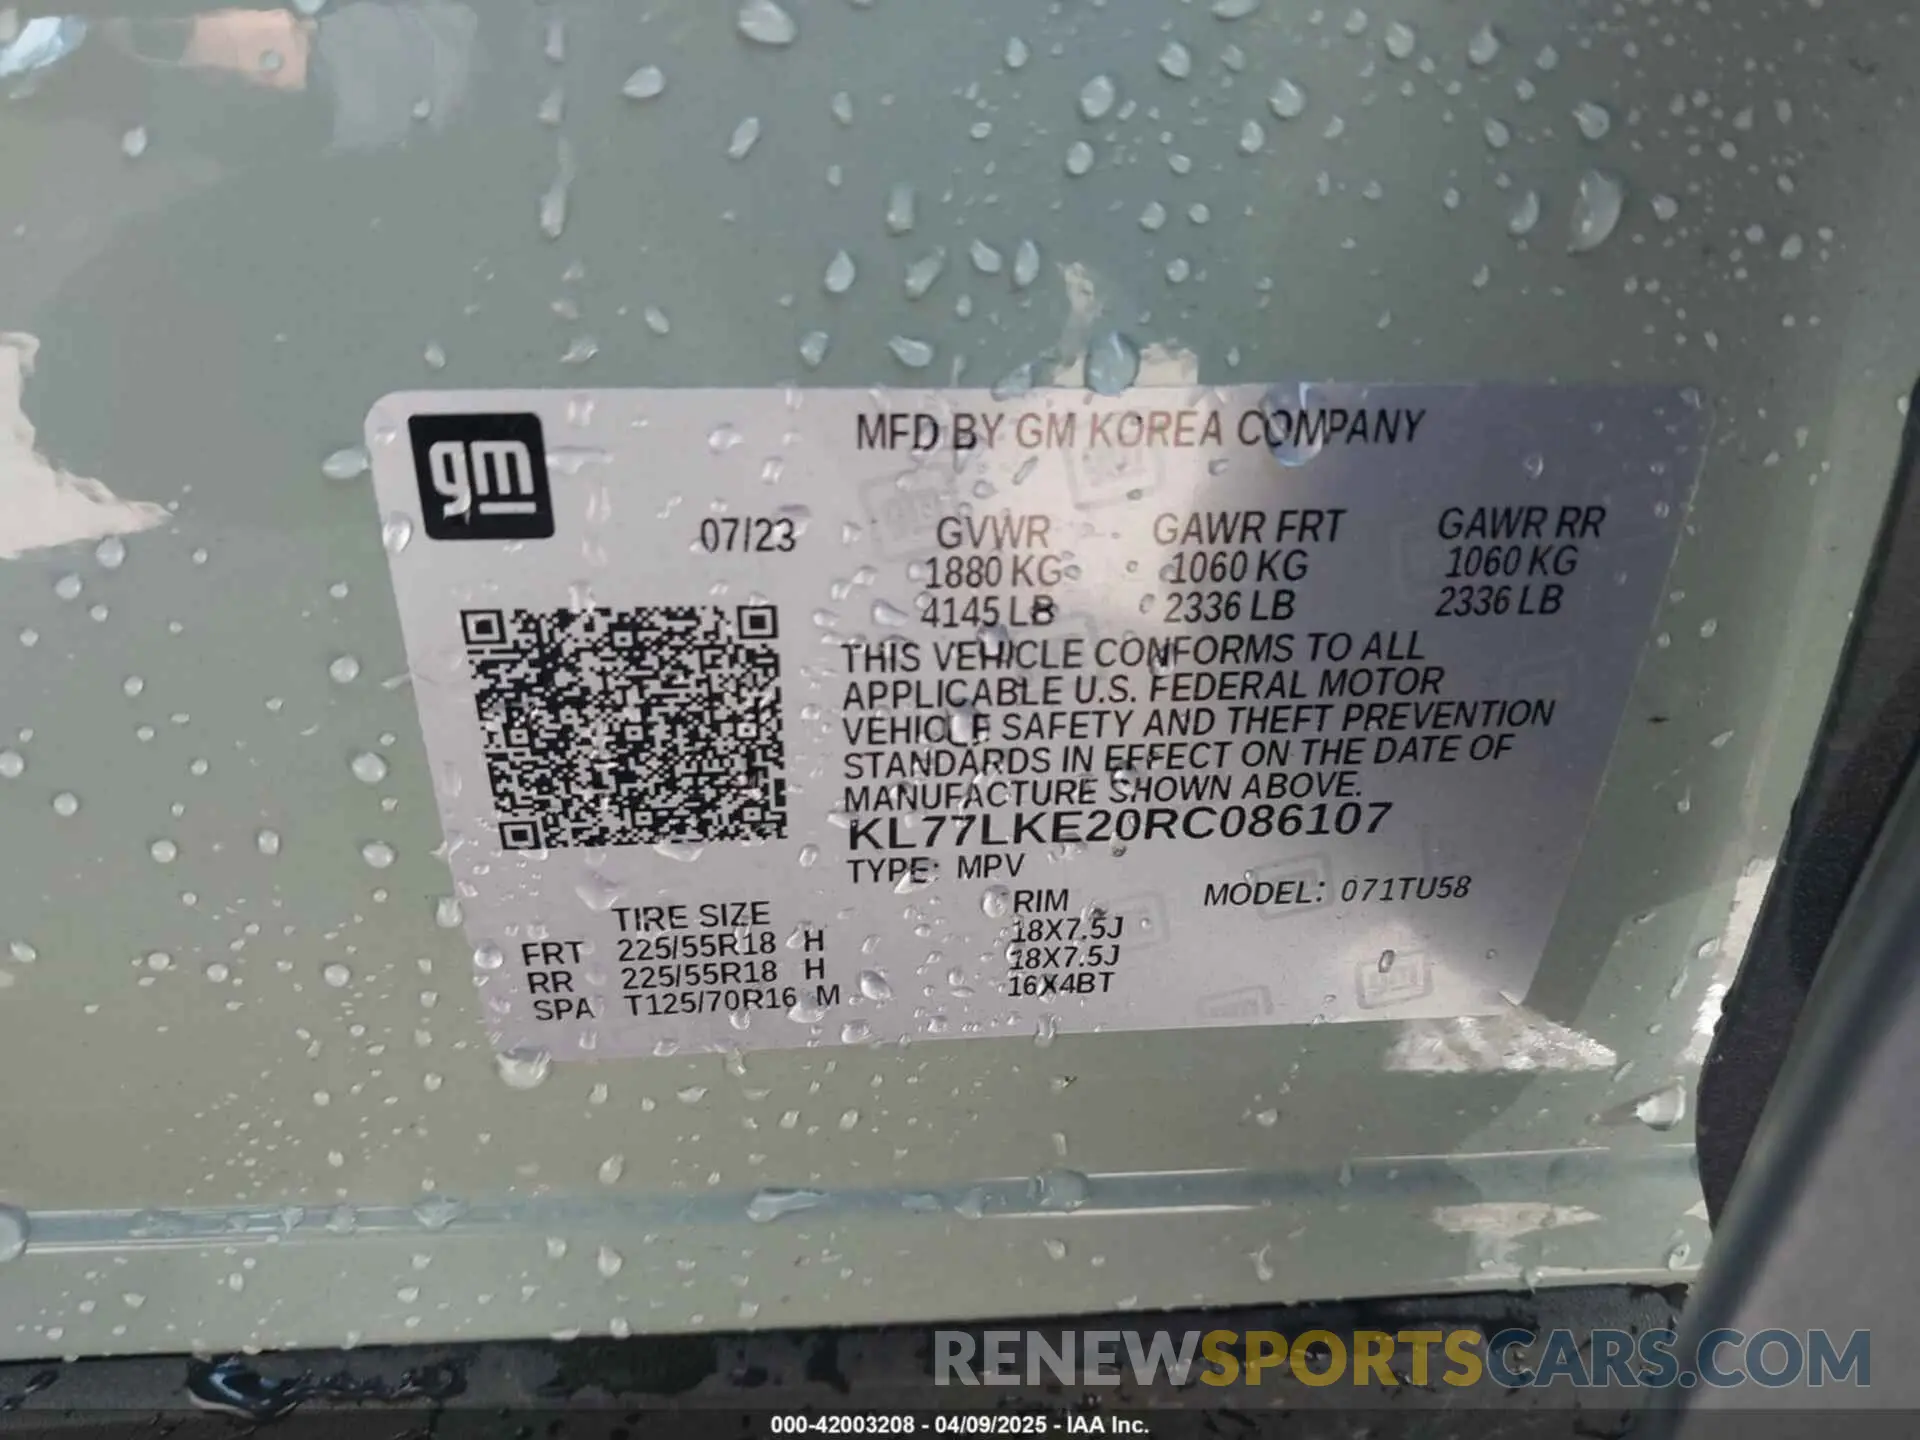 gm
MFD BY GM KOREA COMPANY
07/23
GVWR GAWR FRT GAWR RR
1880 KG 1060 KG 1060 KG
4145 LB 2336 LB 2336 LB
THIS VEHICLE CONFORMS TO ALL
APPLICABLE U.S. FEDERAL MOTOR
VEHICLE SAFETY AND THEFT PREVENTION
STANDARDS IN EFFECT ON THE DATE OF
MANUFACTURE SHOWN ABOVE.
KL77LKE20RC086107
TYPE: MPV
TIRE SIZE RIM MODEL: 071TU58
FRT 225/55R18 H 18X7.5J
RR 225/55R18 H 18X7.5J
SPA T125/70R16 M 16X4BT
RENEWSPORTSCARS.COM
000-42003208 - 04/09/2025 - IAA Inc.